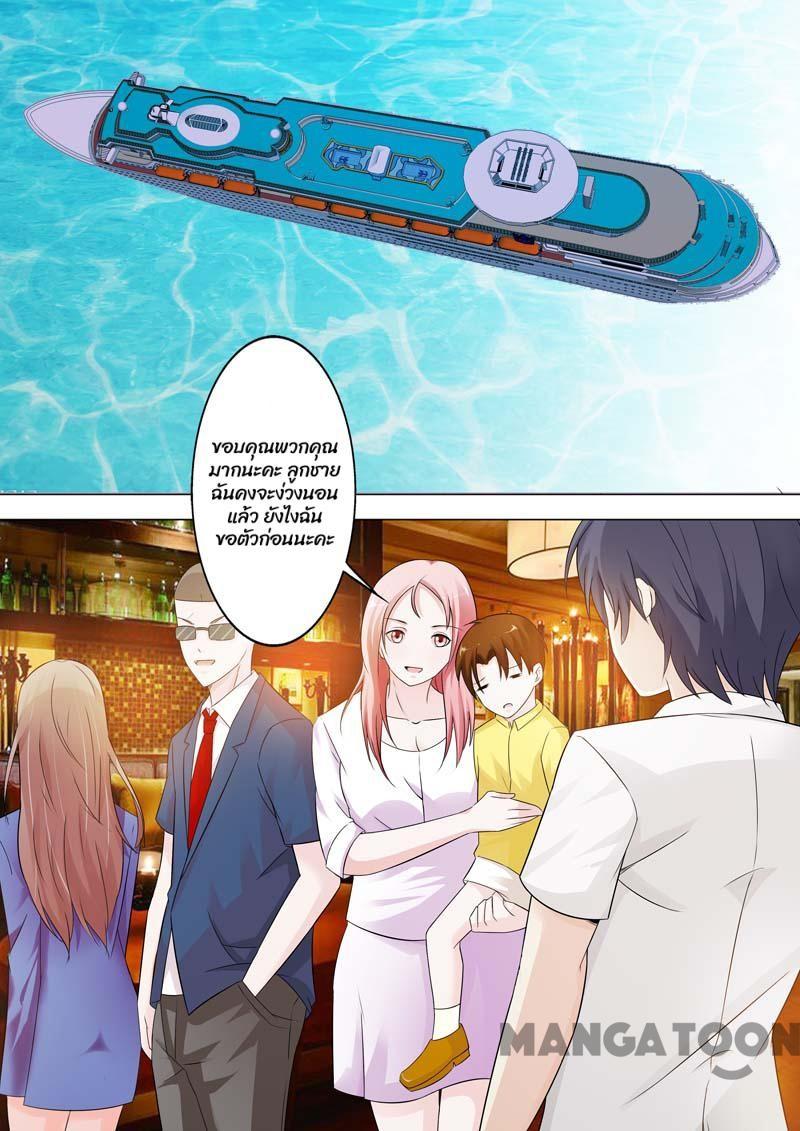 ขอบคุณพวกคุณ
มากนะคะ ลูกชาย
ฉันคงจะง่วงนอน
แล้ว ยังไงฉัน
ขอตัวก่อนนะคะ
MANGATOON